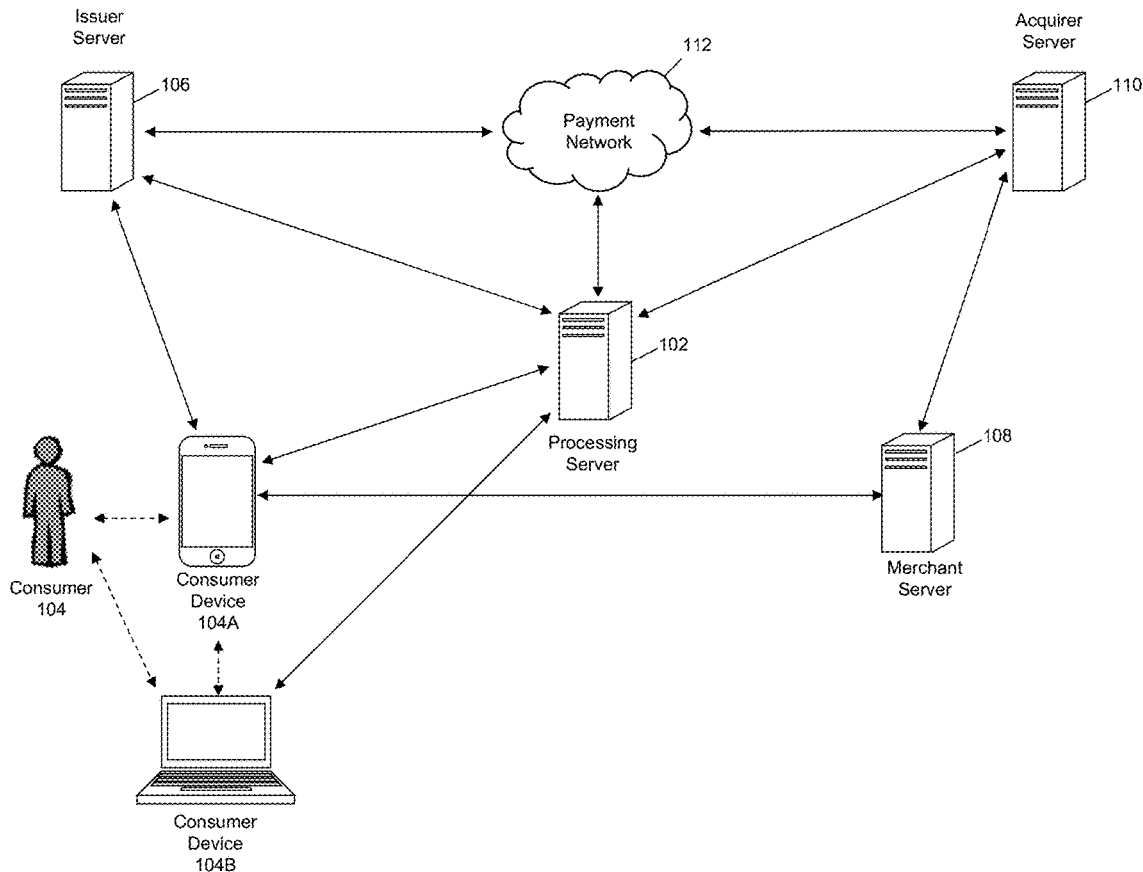 Issuer
Server
106
112
Payment
Network
Acquirer
Server
110
102
Processing
Server
108
Merchant
Server
Consumer
104
Consumer
Device
104A
Consumer
Device
104B